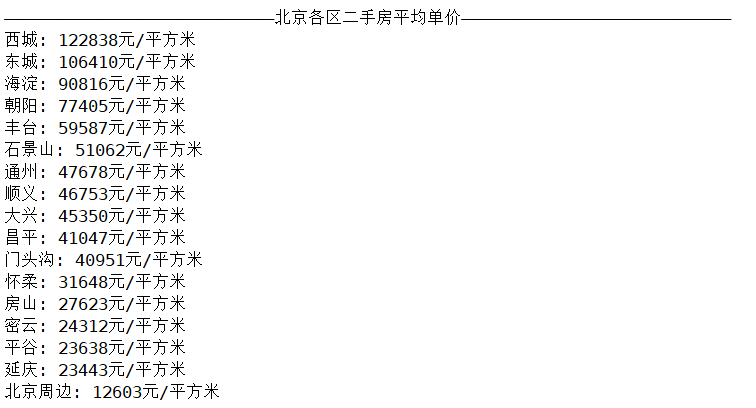 北京各区二手房平均单价
西城: 122838元/平方米
东城: 106410元/平方米
海淀: 90816元/平方米
朝阳: 77405元/平方米
丰台: 59587元/平方米
石景山: 51062元/平方米
通州: 47678元/平方米
顺义: 46753元/平方米
大兴: 45350元/平方米
昌平: 41047元/平方米
门头沟: 40951元/平方米
怀柔: 31648元/平方米
房山: 27623元/平方米
密云: 24312元/平方米
平谷: 23638元/平方米
延庆: 23443元/平方米
北京周边: 12603元/平方米